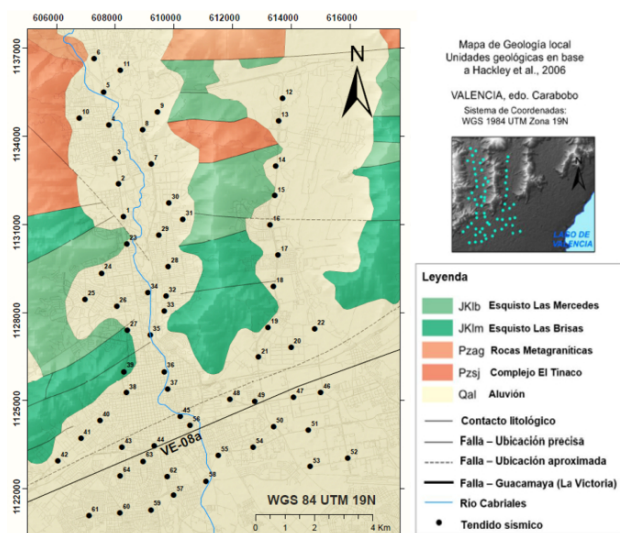 606000 608000 610000 612000 614000 616000
1137000
1134000
1131000
1128000
1125000
1122000
N
6
11
5
10
4
9
8
3
7
2
1
23
30
31
29
28
24
25
26
34
32
33
27
35
39
36
38
37
12
13
14
15
16
17
18
19
22
20
21
40
41
42
43
44
45
56
48
49
47
46
50
51
54
55
53
52
63
64
62
58
57
59
60
61
VE-08a
WGS 84 UTM 19N
0 1 2 4 Km
Mapa de Geología local
Unidades geológicas en base
a Hackley et al., 2006
VALENCIA, edo. Carabobo
Sistema de Coordenadas:
WGS 1984 UTM Zona 19N
LAGO DE
VALENCIA
Leyenda
JKlb Esquisto Las Mercedes
JKlm Esquisto Las Brisas
Pzag Rocas Metagraníticas
Pzsj Complejo El Tinaco
Qal Aluvión
Contacto litológico
Falla – Ubicación precisa
Falla – Ubicación aproximada
Falla – Guacamaya (La Victoria)
Río Cabriales
Tendido sísmico